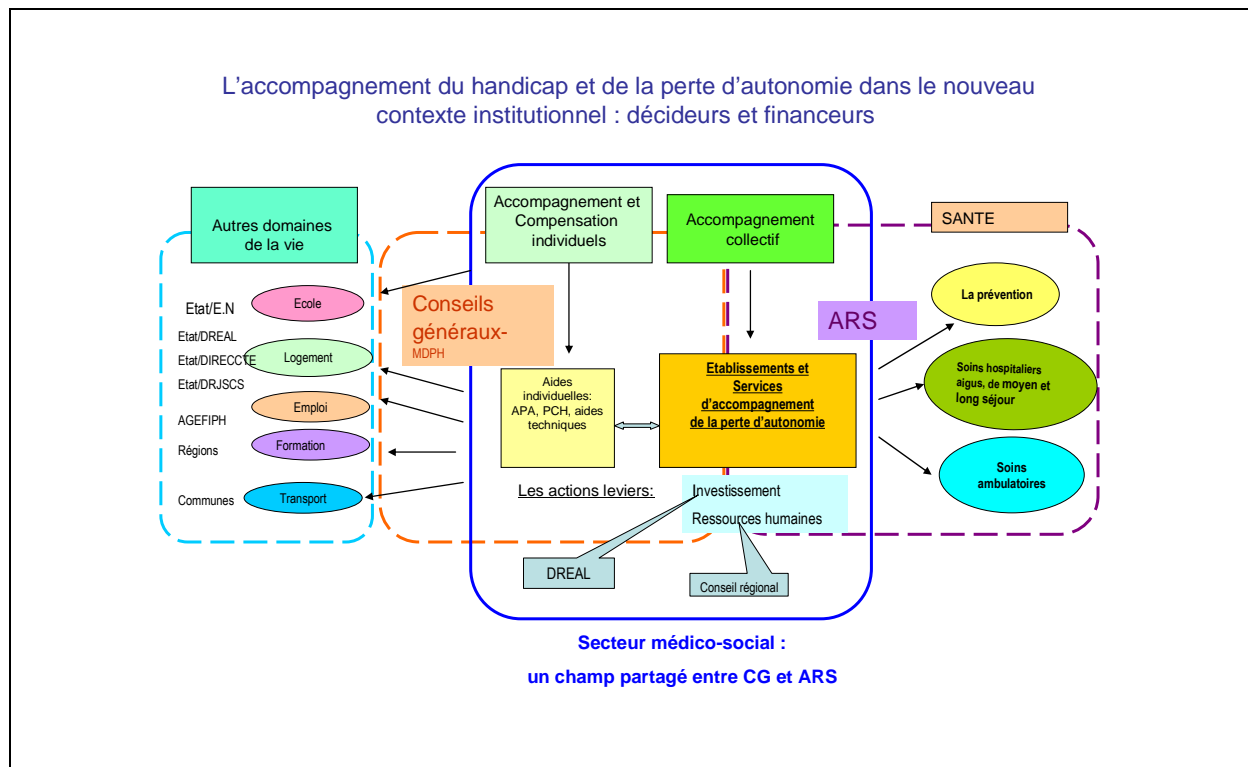 L'accompagnement du handicap et de la perte d'autonomie dans le nouveau
contexte institutionnel : décideurs et financeurs
Autres domaines
de la vie
Accompagnement et
Compensation
individuels
Accompagnement
collectif
SANTE
Etat/E.N
Ecole
Etat/DREAL
Etat/DIRECCTE
Logement
Etat/DRJSCS
AGEFIPH
Emploi
Régions
Formation
Communes
Transport
Conseils
généraux-
MDPH
ARS
Aides
individuelles:
APA, PCH, aides
techniques
Etablissements et
Services
d'accompagnement
de la perte d'autonomie
La prévention
Soins hospitaliers
aigus, de moyen et
long séjour
Soins
ambulatoires
Les actions leviers:
Investissement
Ressources humaines
DREAL
Conseil régional
Secteur médico-social :
un champ partagé entre CG et ARS